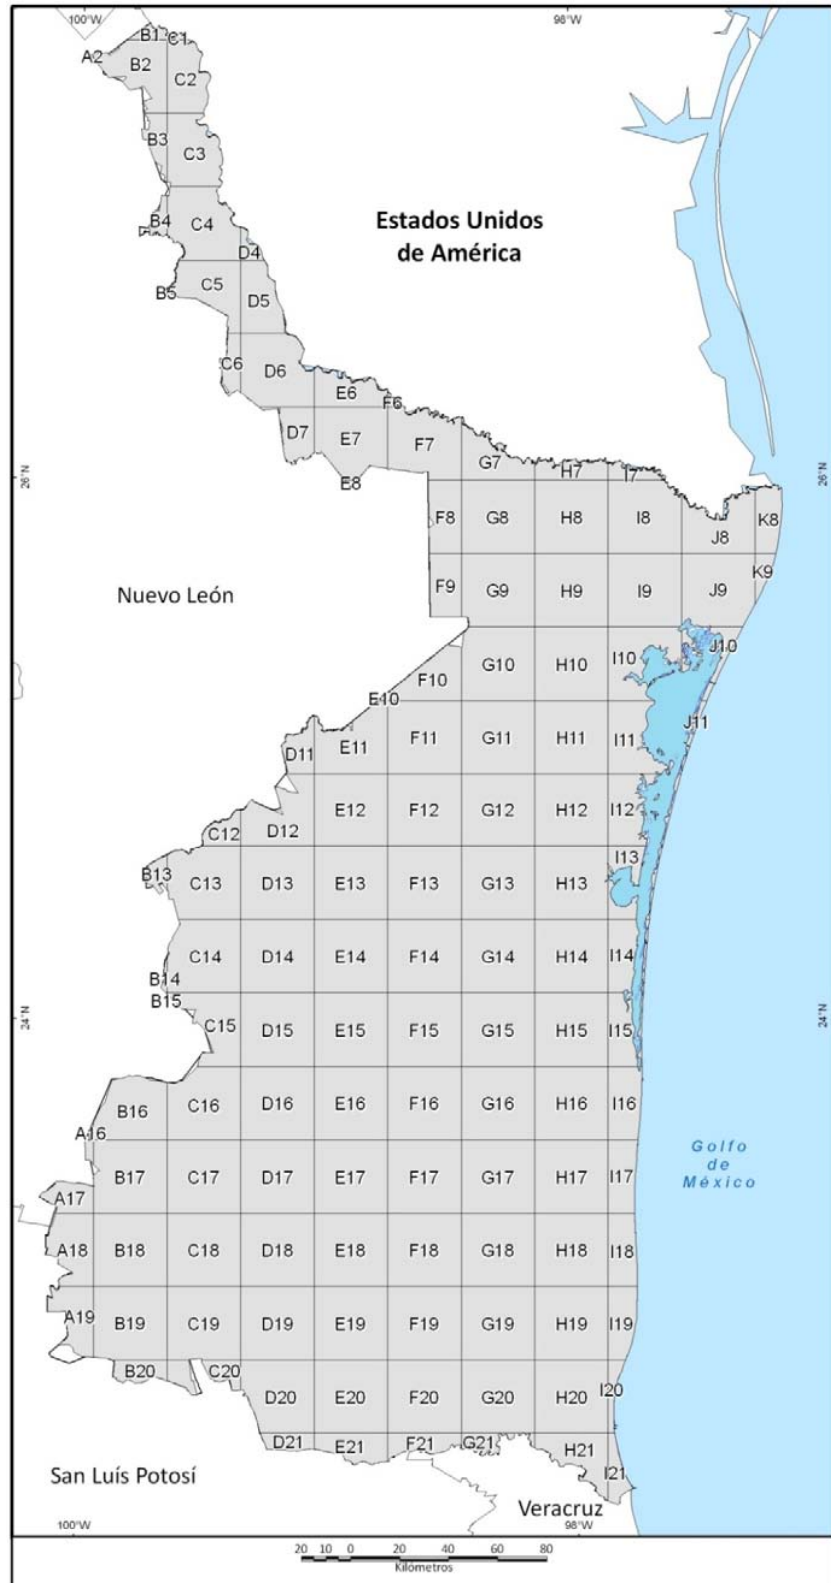 100°W 98°W
B1 C1
A2 B2 C2
B3 C3
Estados Unidos
de América
B4 C4
D4
B5 C5 D5
C6 D6 E6 F6
D7 E7 F7 G7 H7 I7
26°N 26°N
E8 F8 G8 H8 I8 J8 K8
F9 G9 H9 I9 J9 K9
Nuevo León
E10 F10 G10 H10 I10 J10
D11 E11 F11 G11 H11 I11 J11
C12 D12 E12 F12 G12 H12 I12
B13 C13 D13 E13 F13 G13 H13 I13
B14 C14 D14 E14 F14 G14 H14 I14
24°N 24°N
B15 C15 D15 E15 F15 G15 H15 I15
A16 B16 C16 D16 E16 F16 G16 H16 I16
Golfo
de
México
A17 B17 C17 D17 E17 F17 G17 H17 I17
A18 B18 C18 D18 E18 F18 G18 H18 I18
A19 B19 C19 D19 E19 F19 G19 H19 I19
B20 C20 D20 E20 F20 G20 H20 I20
D21 E21 F21 G21 H21 I21
San Luís Potosí
Veracruz
100°W 98°W
20 10 0 20 40 60 80
Kilómetros